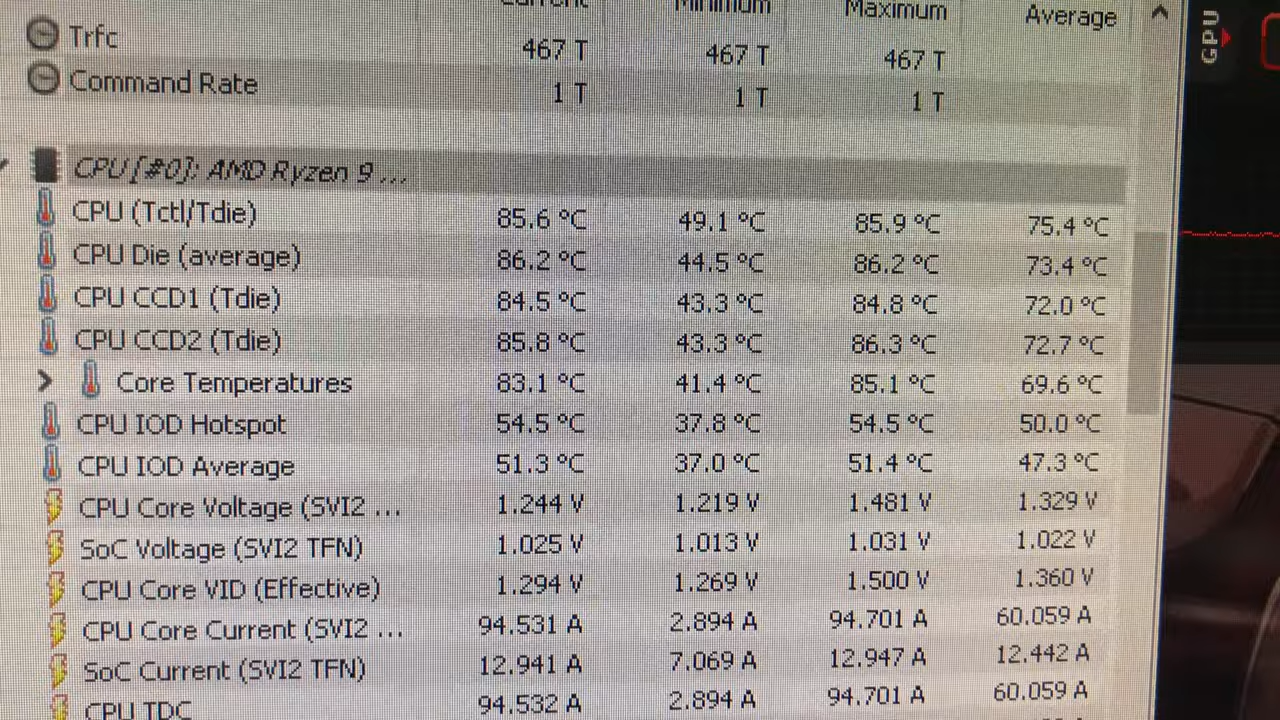 Current Minimum Maximum Average
Trfc 467 T 467 T 467 T
Command Rate 1 T 1 T 1 T
CPU [#0]: AMD Ryzen 9 ...
CPU (Tctl/Tdie) 85.6 °C 49.1 °C 85.9 °C 75.4 °C
CPU Die (average) 86.2 °C 44.5 °C 86.2 °C 73.4 °C
CPU CCD1 (Tdie) 84.5 °C 43.3 °C 84.8 °C 72.0 °C
CPU CCD2 (Tdie) 85.8 °C 43.3 °C 86.3 °C 72.7 °C
Core Temperatures 83.1 °C 41.4 °C 85.1 °C 69.6 °C
CPU IOD Hotspot 54.5 °C 37.8 °C 54.5 °C 50.0 °C
CPU IOD Average 51.3 °C 37.0 °C 51.4 °C 47.3 °C
CPU Core Voltage (SVI2 ... 1.244 V 1.219 V 1.481 V 1.329 V
SoC Voltage (SVI2 TFN) 1.025 V 1.013 V 1.031 V 1.022 V
CPU Core VID (Effective) 1.294 V 1.269 V 1.500 V 1.360 V
CPU Core Current (SVI2 ... 94.531 A 2.894 A 94.701 A 60.059 A
SoC Current (SVI2 TFN) 12.941 A 7.069 A 12.947 A 12.442 A
CPU TDC 94.532 A 2.894 A 94.701 A 60.059 A
GPU